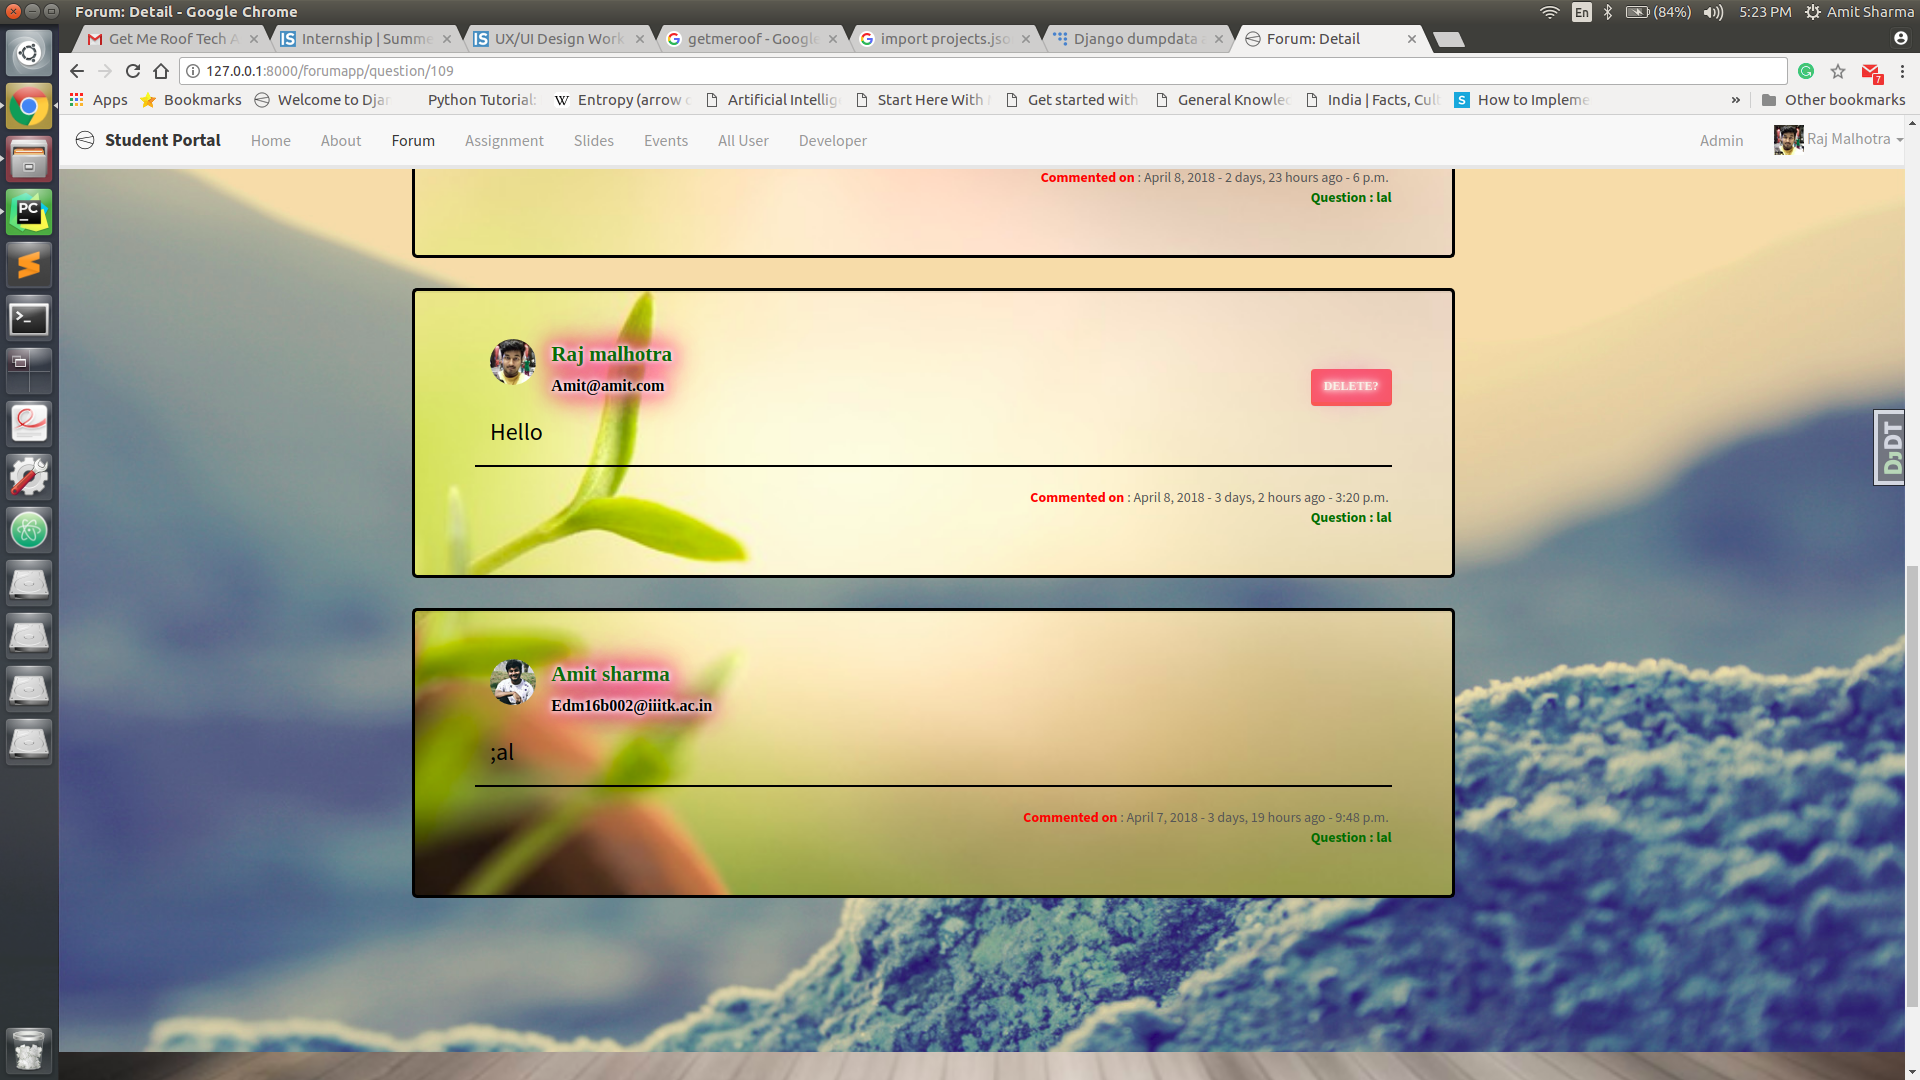 Forum: Detail - Google Chrome
En
(84%)
5:23 PM
Amit Sharma
Get Me Roof Tech A
Internship | Summe
UX/UI Design Work
getmeroof - Google
import projects.jso
Django dumpdata
Forum: Detail
127.0.0.1:8000/forumapp/question/109
7
Apps
Bookmarks
Welcome to Djan
Python Tutorial:
W
Entropy (arrow
Artificial Intellig
Start Here With
Get started with
General Knowle
India | Facts, Cul
S
How to Impleme
»
Other bookmarks
Student Portal
Home
About
Forum
Assignment
Slides
Events
All User
Developer
Admin
Raj Malhotra
Commented on : April 8, 2018 - 2 days, 23 hours ago - 6 p.m.
Question : lal
Raj malhotra
Amit@amit.com
DELETE?
Hello
Commented on : April 8, 2018 - 3 days, 2 hours ago - 3:20 p.m.
Question : lal
DJDT
Amit sharma
Edm16b002@iiitk.ac.in
;al
Commented on : April 7, 2018 - 3 days, 19 hours ago - 9:48 p.m.
Question : lal
PC